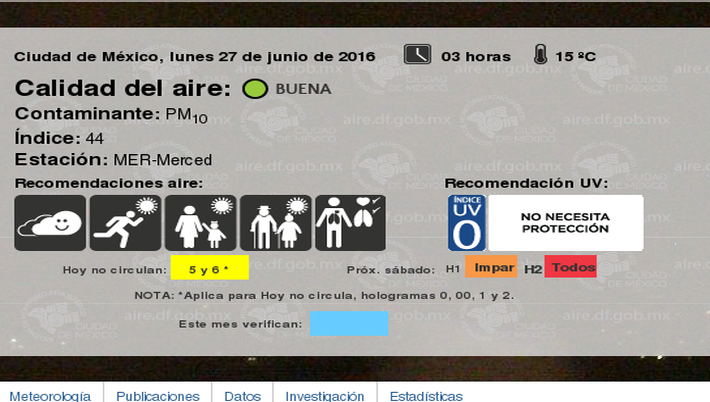 Ciudad de México, lunes 27 de junio de 2016 03 horas 15 ºC
Calidad del aire: BUENA
Contaminante: PM10
Índice: 44
Estación: MER-Merced
Recomendaciones aire: Recomendación UV:
ÍNDICE UV 0 NO NECESITA PROTECCIÓN
Hoy no circulan: 5 y 6 * Próx. sábado: H1 Impar H2 Todos
NOTA: *Aplica para Hoy no circula, hologramas 0, 00, 1 y 2.
Este mes verifican:
Meteorología Publicaciones Datos Investigación Estadísticas
aire.df.gob.mx
CIUDAD DE MÉXICO